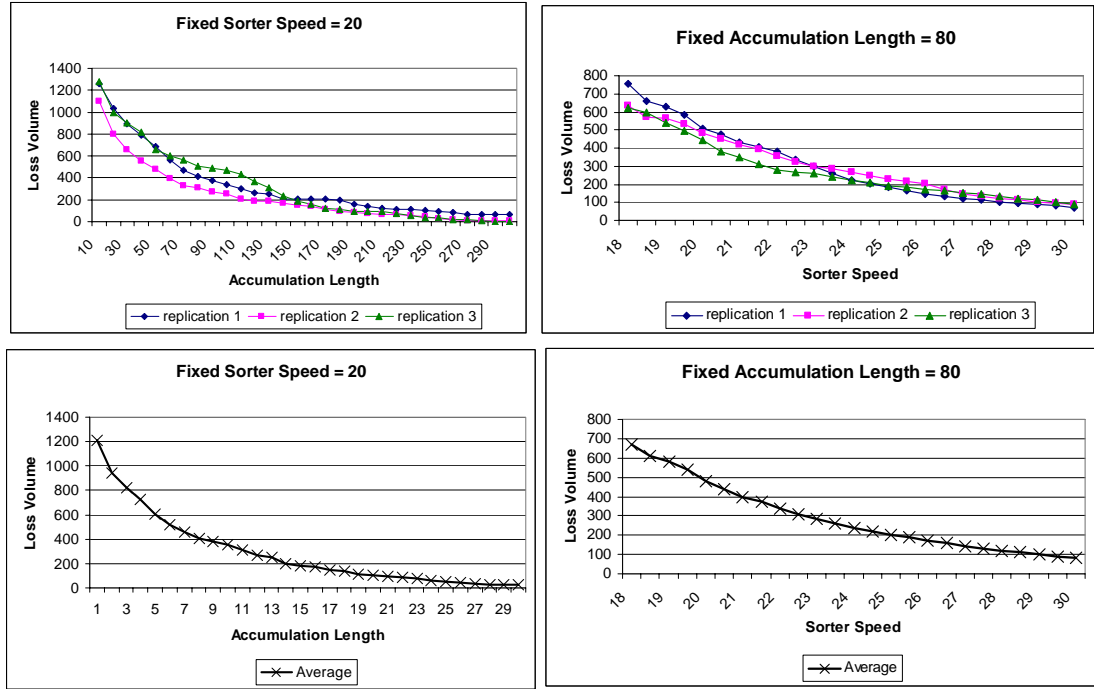 Fixed Sorter Speed = 20
Loss Volume
1400
1200
1000
800
600
400
200
0
10 30 50 70 90 110 130 150 170 190 210 230 250 270 290
Accumulation Length
replication 1 replication 2 replication 3
Fixed Accumulation Length = 80
Loss Volume
800
700
600
500
400
300
200
100
0
18 19 20 21 22 23 24 25 26 27 28 29 30
Sorter Speed
replication 1 replication 2 replication 3
Fixed Sorter Speed = 20
Loss Volume
1400
1200
1000
800
600
400
200
0
1 3 5 7 9 11 13 15 17 19 21 23 25 27 29
Accumulation Length
Average
Fixed Accumulation Length = 80
Loss Volume
800
700
600
500
400
300
200
100
0
18 19 20 21 22 23 24 25 26 27 28 29 30
Sorter Speed
Average